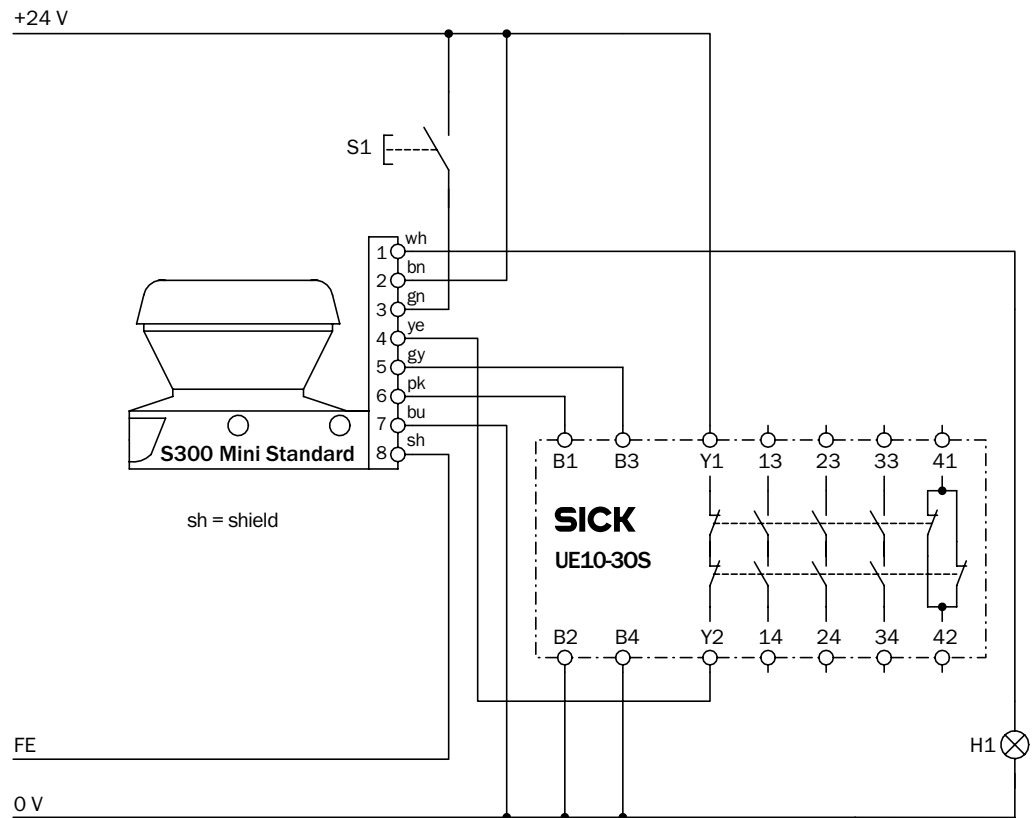 +24 V
S1
1 wh
2 bn
3 gn
4 ye
5 gy
6 pk
7 bu
8 sh
S300 Mini Standard
sh = shield
B1 B3 Y1 13 23 33 41
SICK
UE10-30S
B2 B4 Y2 14 24 34 42
FE
H1
0 V